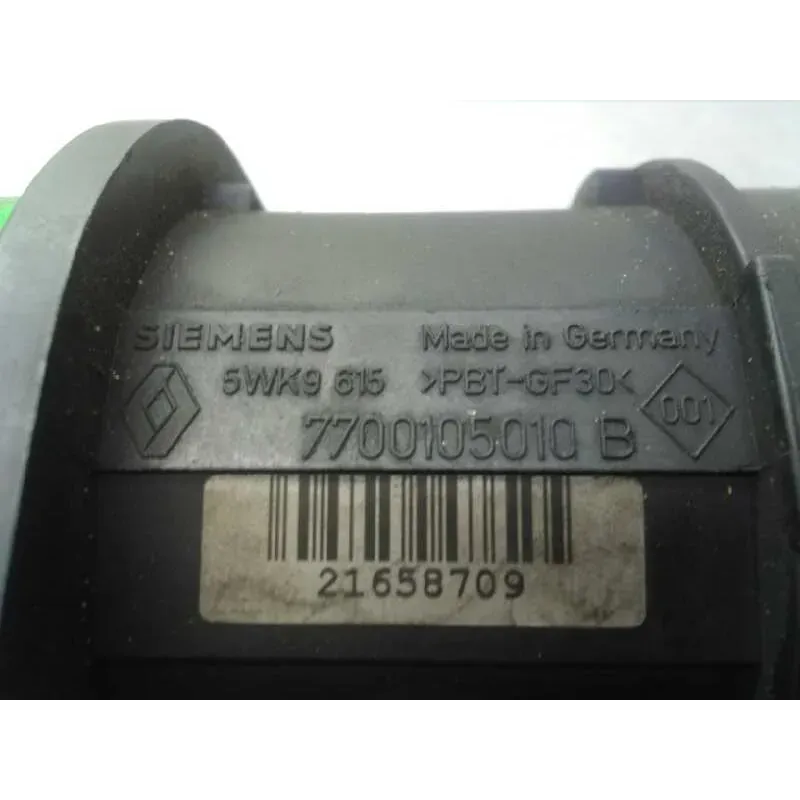 SIEMENS Made in Germany
5WK9 615 >PBT-GF30<
7700105010 B 001
21658709